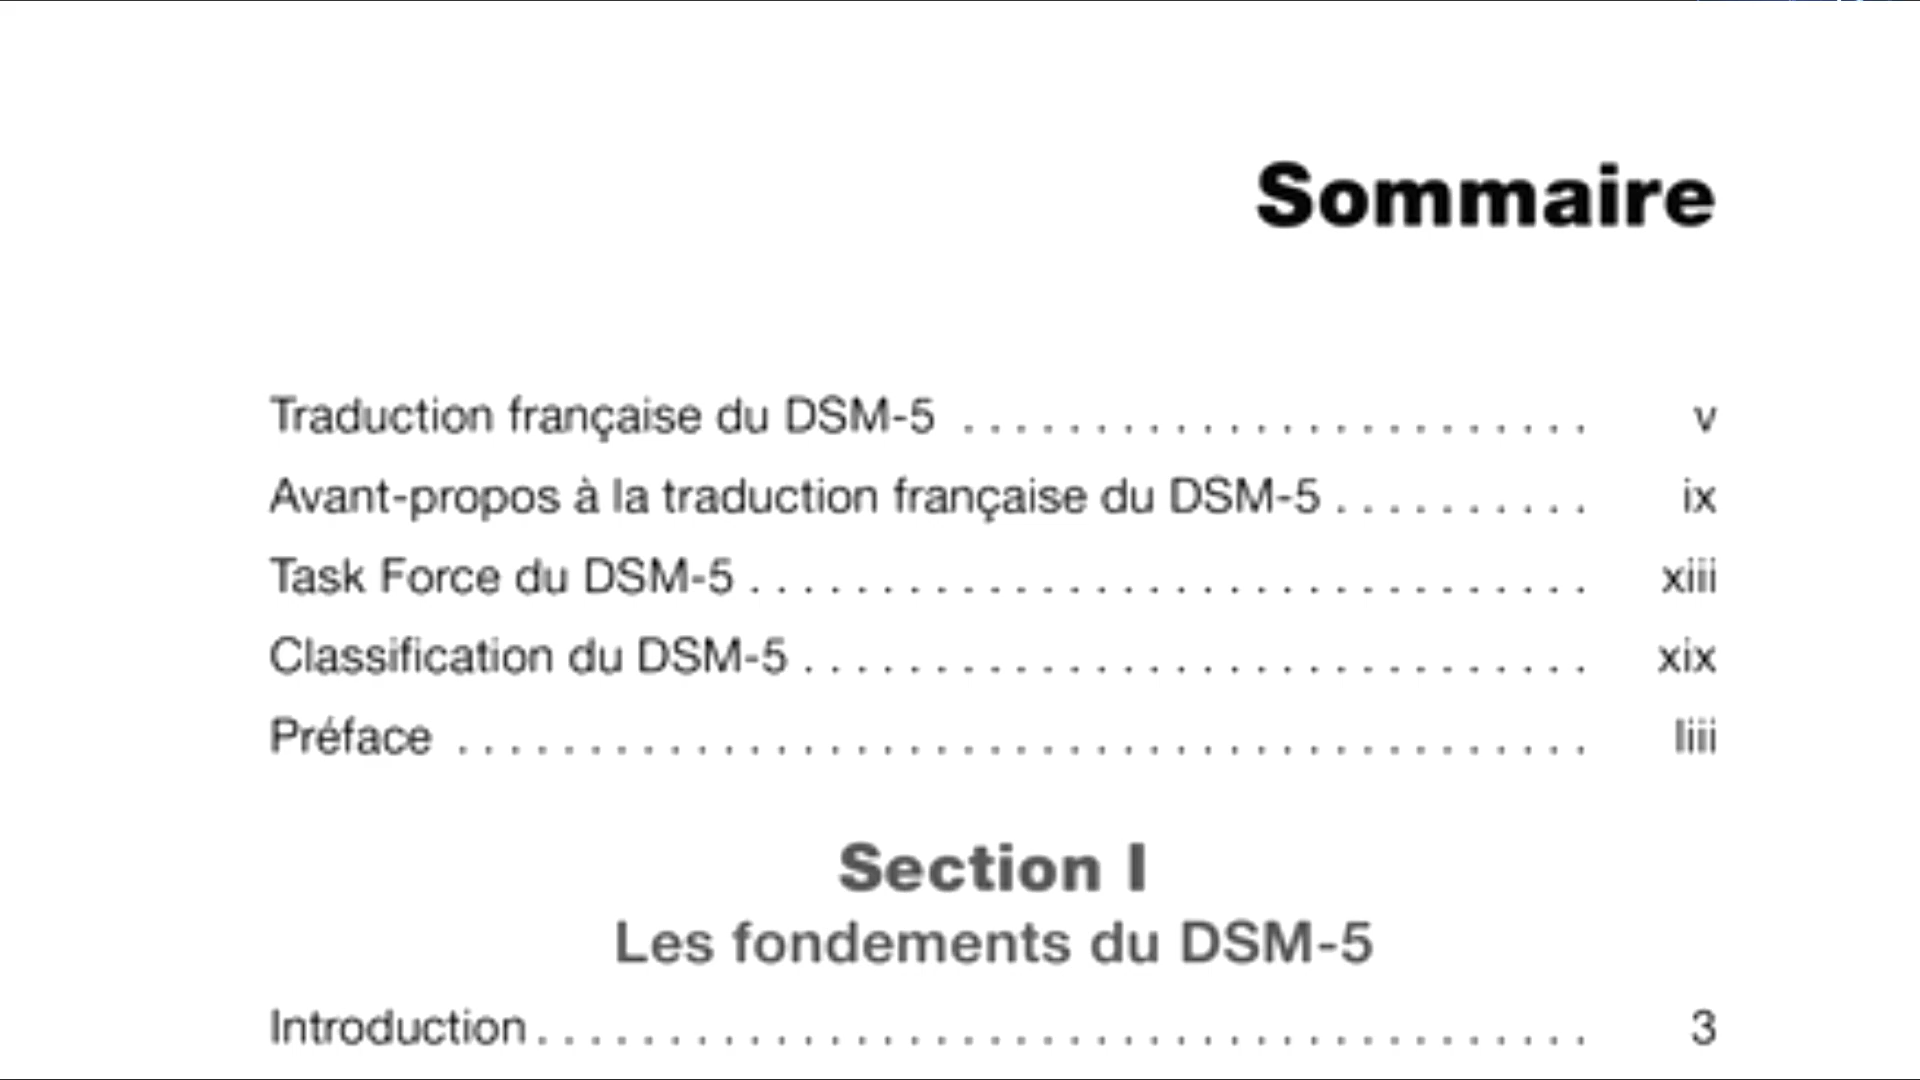 Sommaire
Traduction française du DSM-5 . . . . . . . . . . . . . . . . . . . . . . . . v
Avant-propos à la traduction française du DSM-5 . . . . . . . . . . ix
Task Force du DSM-5 . . . . . . . . . . . . . . . . . . . . . . . . . . . . . . . . xiii
Classification du DSM-5 . . . . . . . . . . . . . . . . . . . . . . . . . . . . . . xix
Préface . . . . . . . . . . . . . . . . . . . . . . . . . . . . . . . . . . . . . . . . . . . liii
Section I
Les fondements du DSM-5
Introduction . . . . . . . . . . . . . . . . . . . . . . . . . . . . . . . . . . . . . . . . 3